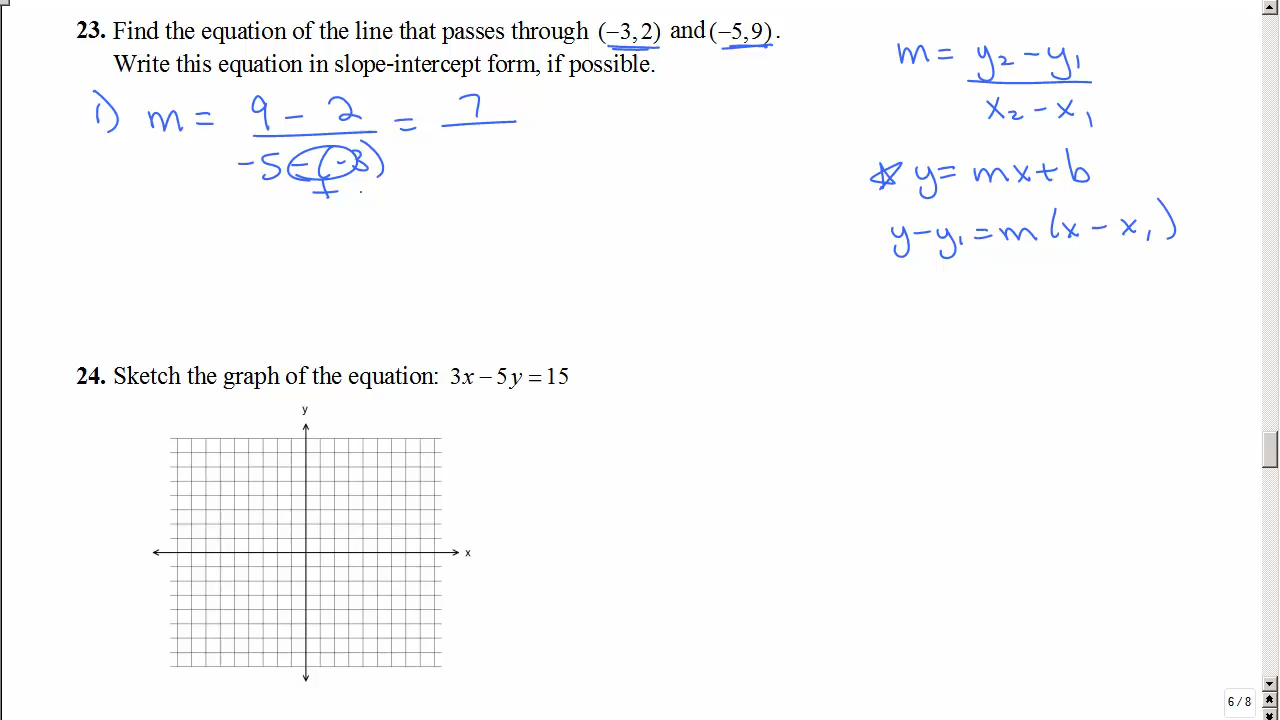 23. Find the equation of the line that passes through (−3,2) and (−5,9).
Write this equation in slope-intercept form, if possible.
m = y₂ − y₁
x₂ − x₁
1) m = 9 − 2 = 7
−5 − (−3)
+
* y = mx + b
y − y₁ = m(x − x₁)
24. Sketch the graph of the equation: 3x − 5y = 15
y
x
6 / 8